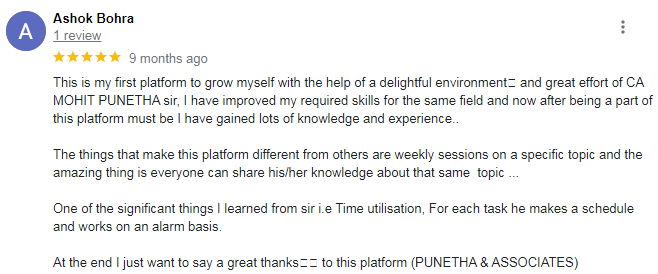 A
Ashok Bohra
1 review
★★★★★ 9 months ago
This is my first platform to grow myself with the help of a delightful environment▯ and great effort of CA
MOHIT PUNETHA sir, I have improved my required skills for the same field and now after being a part of
this platform must be I have gained lots of knowledge and experience..
The things that make this platform different from others are weekly sessions on a specific topic and the
amazing thing is everyone can share his/her knowledge about that same  topic ...
One of the significant things I learned from sir i.e Time utilisation, For each task he makes a schedule
and works on an alarm basis.
At the end I just want to say a great thanks▯▯ to this platform (PUNETHA & ASSOCIATES)